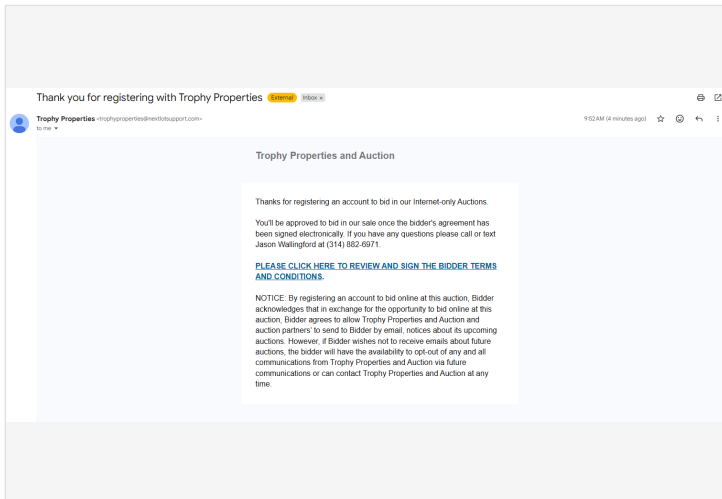 Thank you for registering with Trophy Properties External Inbox x
Trophy Properties <trophyproperties@nextlotsupport.com>
9:52 AM (4 minutes ago)
to me
Trophy Properties and Auction
Thanks for registering an account to bid in our Internet-only Auctions.
You'll be approved to bid in our sale once the bidder's agreement has
been signed electronically. If you have any questions please call or text
Jason Wallingford at (314) 882-6971.
PLEASE CLICK HERE TO REVIEW AND SIGN THE BIDDER TERMS
AND CONDITIONS.
NOTICE: By registering an account to bid online at this auction, Bidder
acknowledges that in exchange for the opportunity to bid online at this
auction, Bidder agrees to allow Trophy Properties and Auction and
auction partners' to send to Bidder by email, notices about its upcoming
auctions. However, if Bidder wishes not to receive emails about future
auctions, the bidder will have the availability to opt-out of any and all
communications from Trophy Properties and Auction via future
communications or can contact Trophy Properties and Auction at any
time.